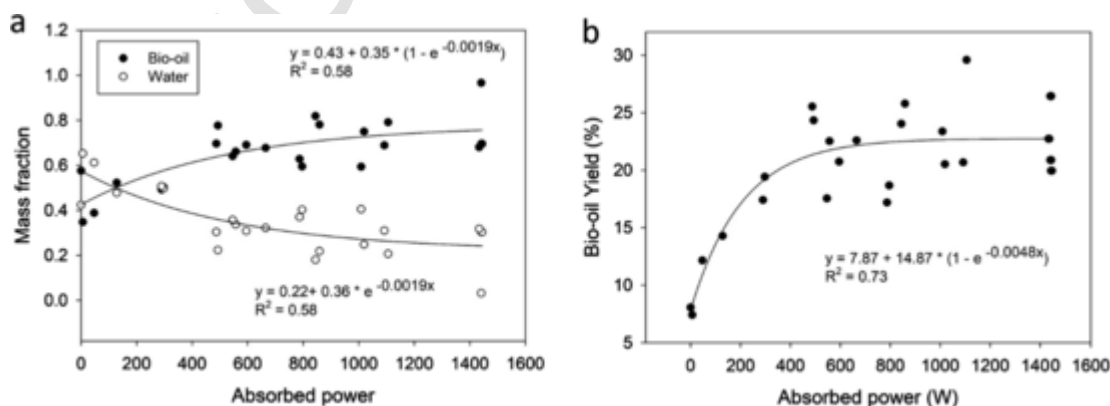 a
1.2
1.0
0.8
0.6
0.4
0.2
0.0
Mass fraction
Bio-oil
Water
y = 0.43 + 0.35 * (1 - e -0.0019x)
R2 = 0.58
y = 0.22+ 0.36 * e -0.0019x
R2 = 0.58
0 200 400 600 800 1000 1200 1400 1600
Absorbed power
b
30
25
20
15
10
5
Bio-oil Yield (%)
y = 7.87 + 14.87 * (1 - e -0.0048x)
R2 = 0.73
0 200 400 600 800 1000 1200 1400 1600
Absorbed power (W)